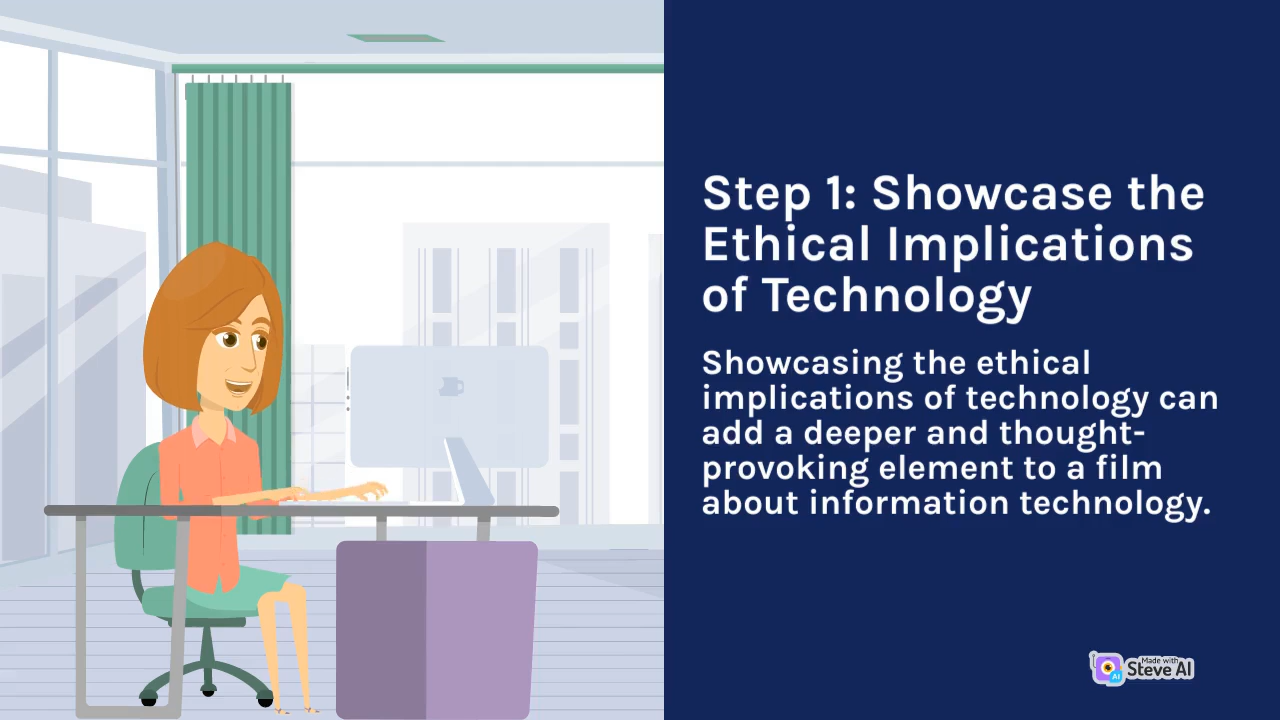 Step 1: Showcase the
Ethical Implications
of Technology
Showcasing the ethical
implications of technology can
add a deeper and thought-
provoking element to a film
about information technology.
Made with
Steve AI
AI